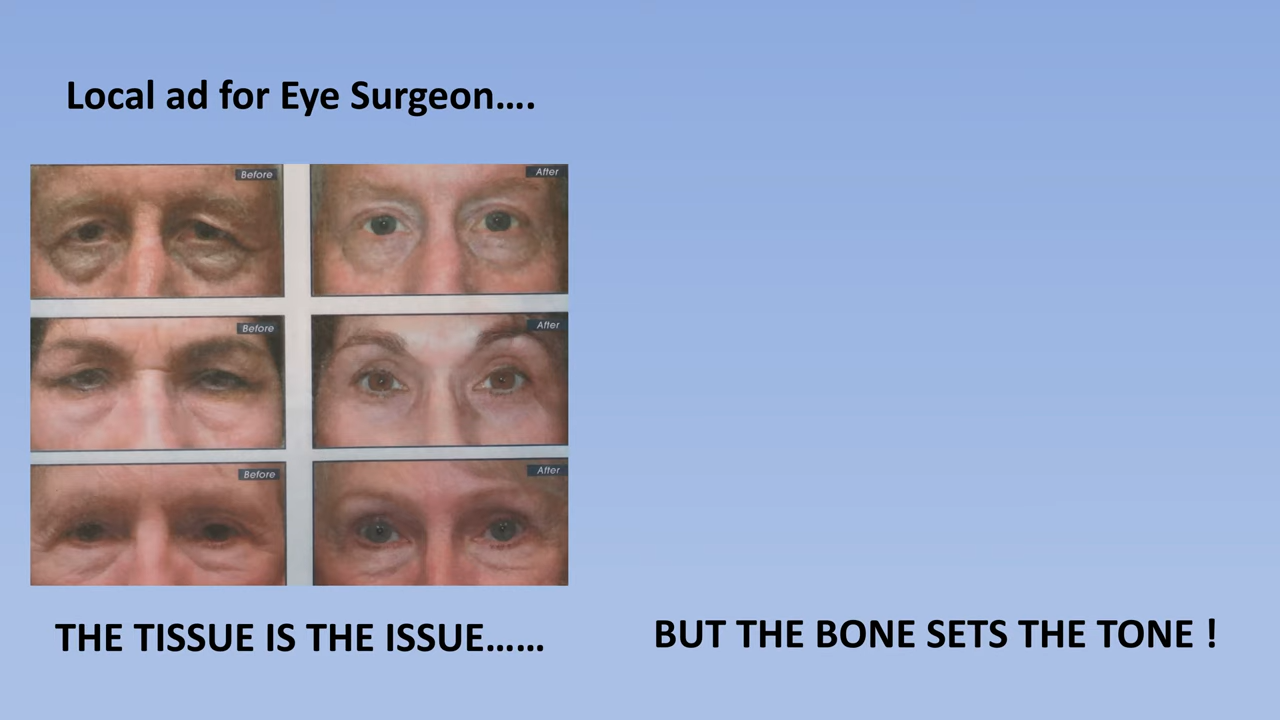 Local ad for Eye Surgeon....
Before
After
Before
After
Before
After
THE TISSUE IS THE ISSUE......
BUT THE BONE SETS THE TONE !